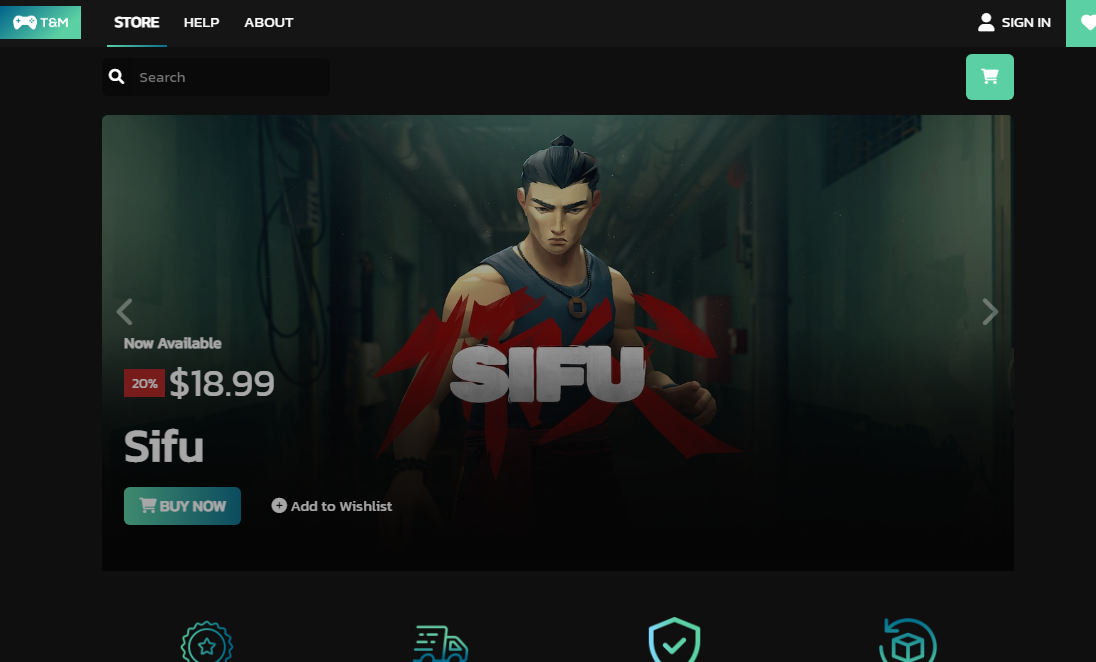 T&M
STORE
HELP
ABOUT
SIGN IN
Search
Now Available
20% $18.99
Sifu
BUY NOW
Add to Wishlist
SIFU